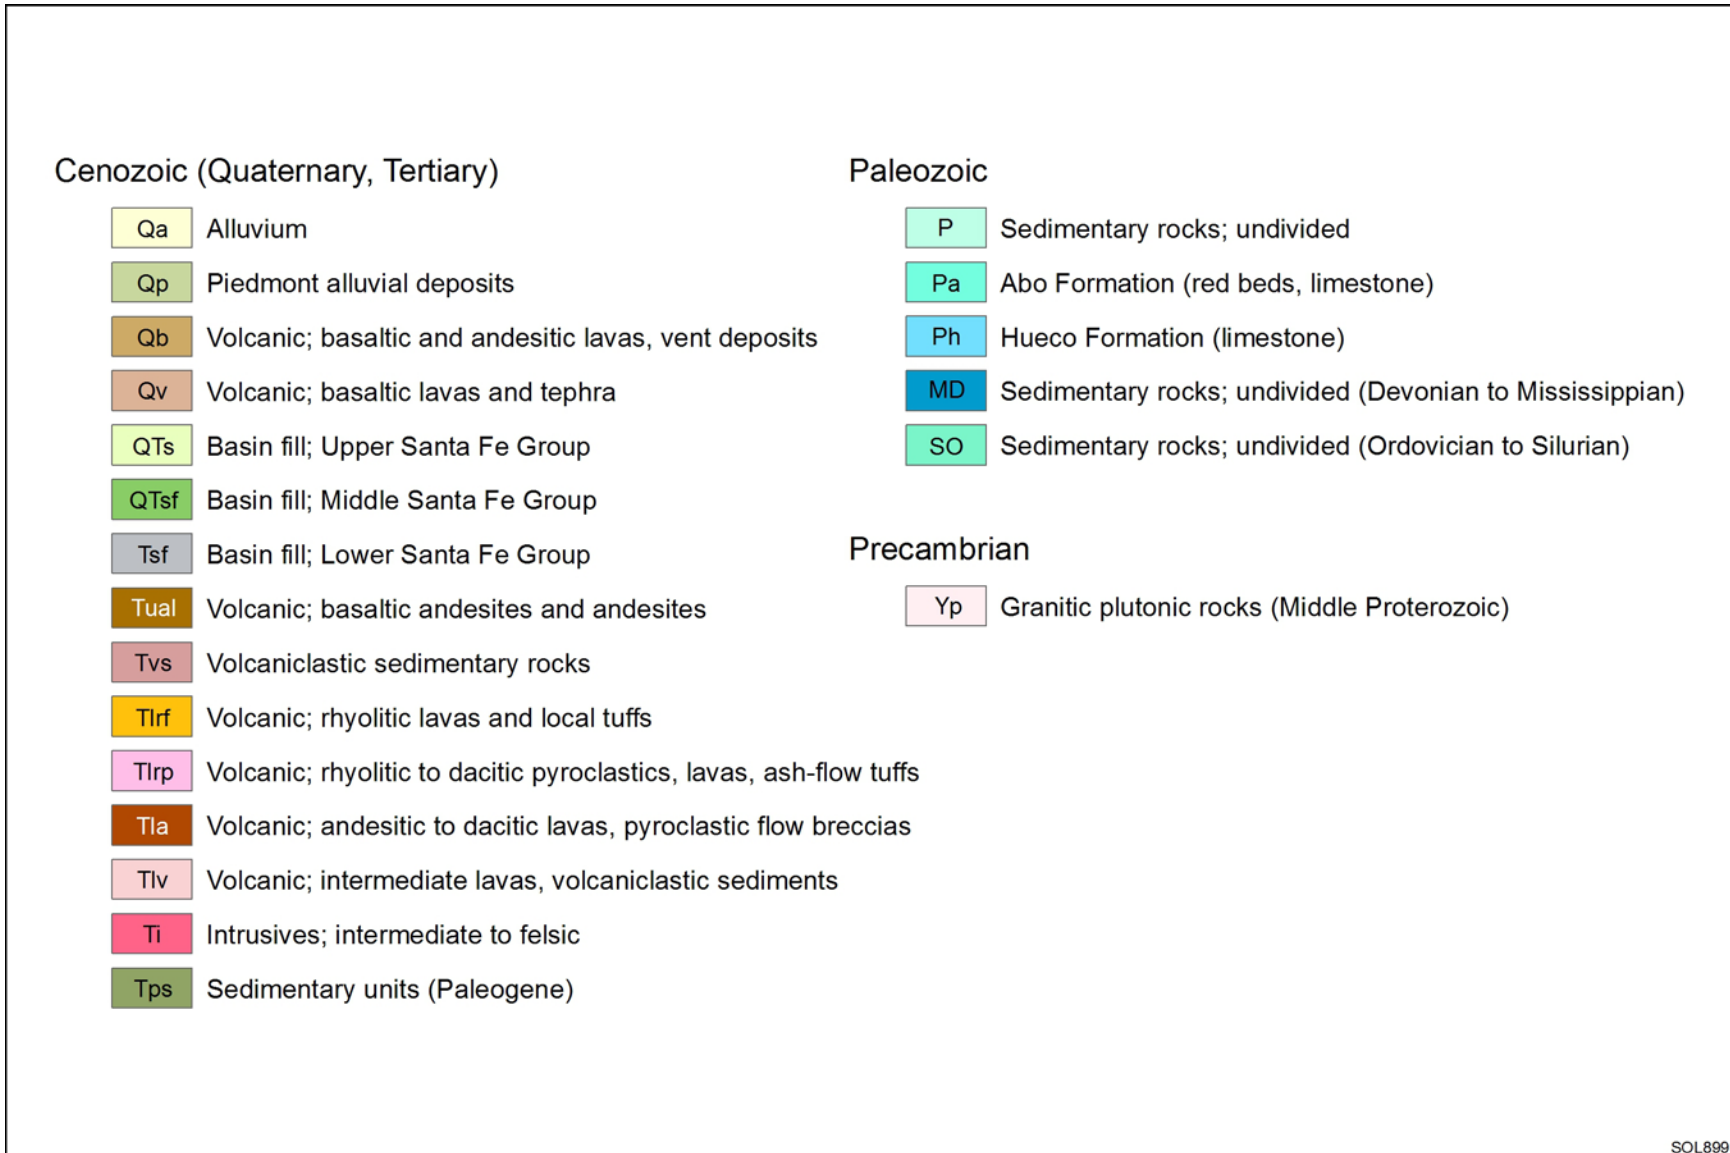 Cenozoic (Quaternary, Tertiary)
Qa Alluvium
Qp Piedmont alluvial deposits
Qb Volcanic; basaltic and andesitic lavas, vent deposits
Qv Volcanic; basaltic lavas and tephra
QTs Basin fill; Upper Santa Fe Group
QTsf Basin fill; Middle Santa Fe Group
Tsf Basin fill; Lower Santa Fe Group
Tual Volcanic; basaltic andesites and andesites
Tvs Volcaniclastic sedimentary rocks
Tlrf Volcanic; rhyolitic lavas and local tuffs
Tlrp Volcanic; rhyolitic to dacitic pyroclastics, lavas, ash-flow tuffs
Tla Volcanic; andesitic to dacitic lavas, pyroclastic flow breccias
Tlv Volcanic; intermediate lavas, volcaniclastic sediments
Ti Intrusives; intermediate to felsic
Tps Sedimentary units (Paleogene)
Paleozoic
P Sedimentary rocks; undivided
Pa Abo Formation (red beds, limestone)
Ph Hueco Formation (limestone)
MD Sedimentary rocks; undivided (Devonian to Mississippian)
SO Sedimentary rocks; undivided (Ordovician to Silurian)
Precambrian
Yp Granitic plutonic rocks (Middle Proterozoic)
SOL899